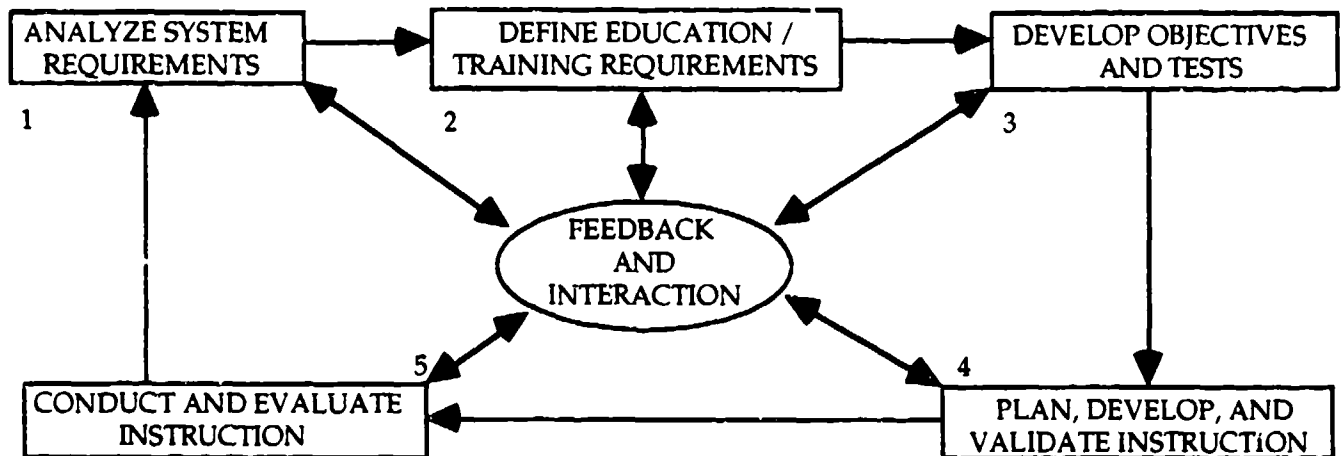 ANALYZE SYSTEM
REQUIREMENTS
1
DEFINE EDUCATION /
TRAINING REQUIREMENTS
2
DEVELOP OBJECTIVES
AND TESTS
3
FEEDBACK
AND
INTERACTION
4
PLAN, DEVELOP, AND
VALIDATE INSTRUCTION
5
CONDUCT AND EVALUATE
INSTRUCTION